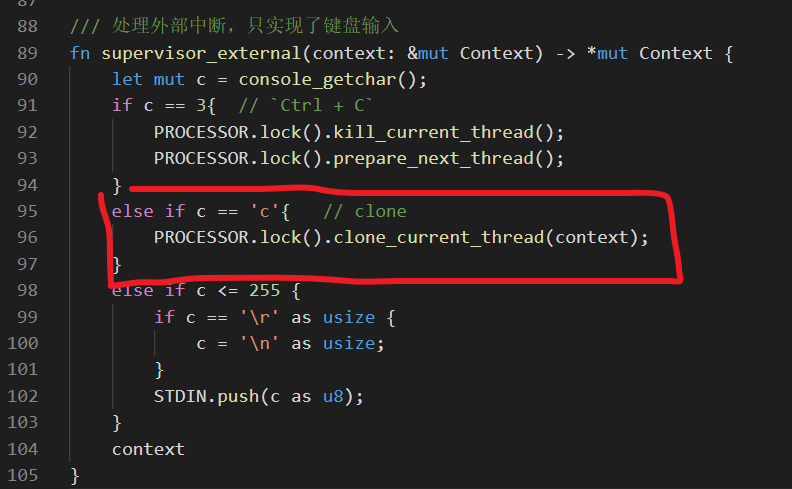 87
88 /// 处理外部中断，只实现了键盘输入
89 fn supervisor_external(context: &mut Context) -> *mut Context {
90 let mut c = console_getchar();
91 if c == 3{ // `Ctrl + C`
92 PROCESSOR.lock().kill_current_thread();
93 PROCESSOR.lock().prepare_next_thread();
94 }
95 else if c == 'c'{ // clone
96 PROCESSOR.lock().clone_current_thread(context);
97 }
98 else if c <= 255 {
99 if c == '\r' as usize {
100 c = '\n' as usize;
101 }
102 STDIN.push(c as u8);
103 }
104 context
105 }